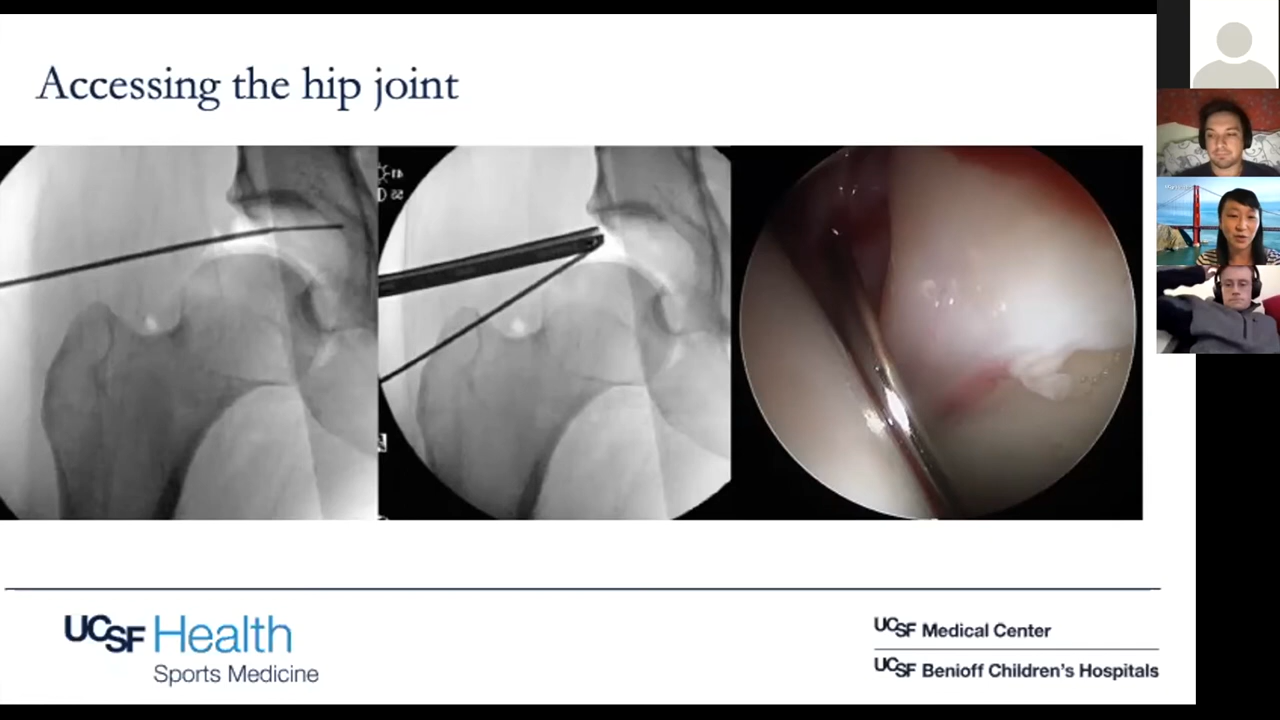 Accessing the hip joint
UCSF Health
Sports Medicine
UCSF Medical Center
UCSF Benioff Children's Hospitals